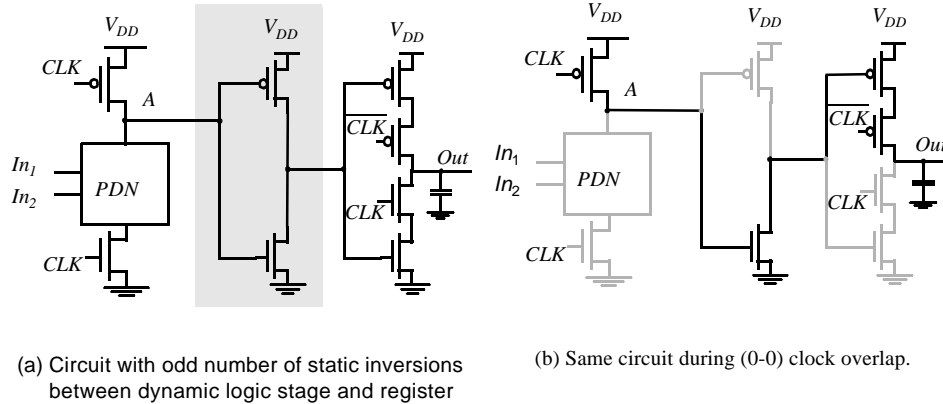 V_DD
V_DD
V_DD
CLK
A
CLK
In_1
In_2
PDN
CLK
Out
CLK
(a) Circuit with odd number of static inversions
between dynamic logic stage and register
V_DD
V_DD
V_DD
CLK
A
CLK
In_1
In_2
PDN
CLK
Out
CLK
(b) Same circuit during (0-0) clock overlap.